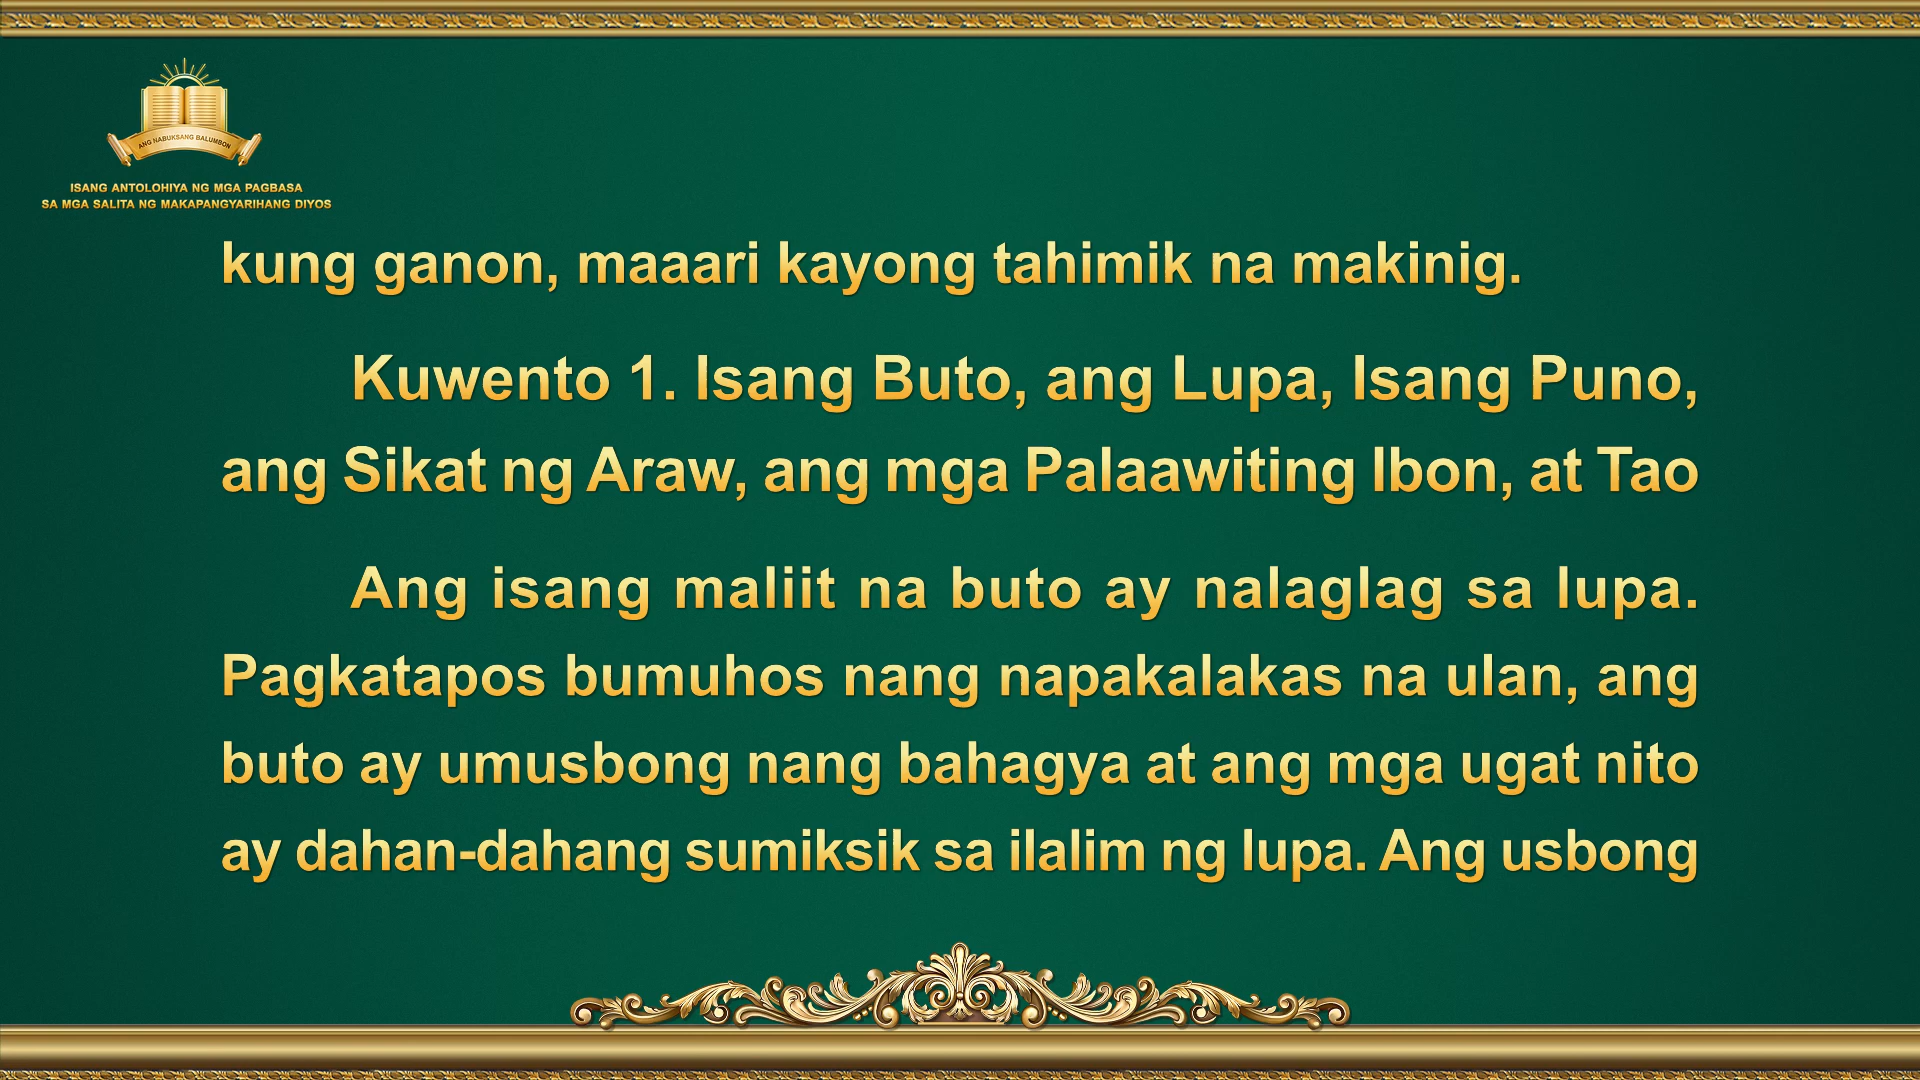 ANG NABUKSANG BALUMBON
ISANG ANTOLOHIYA NG MGA PAGBASA
SA MGA SALITA NG MAKAPANGYARIHANG DIYOS
kung ganon, maaari kayong tahimik na makinig.
Kuwento 1. Isang Buto, ang Lupa, Isang Puno,
ang Sikat ng Araw, ang mga Palaawiting Ibon, at Tao
Ang isang maliit na buto ay nalaglag sa lupa.
Pagkatapos bumuhos nang napakalakas na ulan, ang
buto ay umusbong nang bahagya at ang mga ugat nito
ay dahan-dahang sumiksik sa ilalim ng lupa. Ang usbong